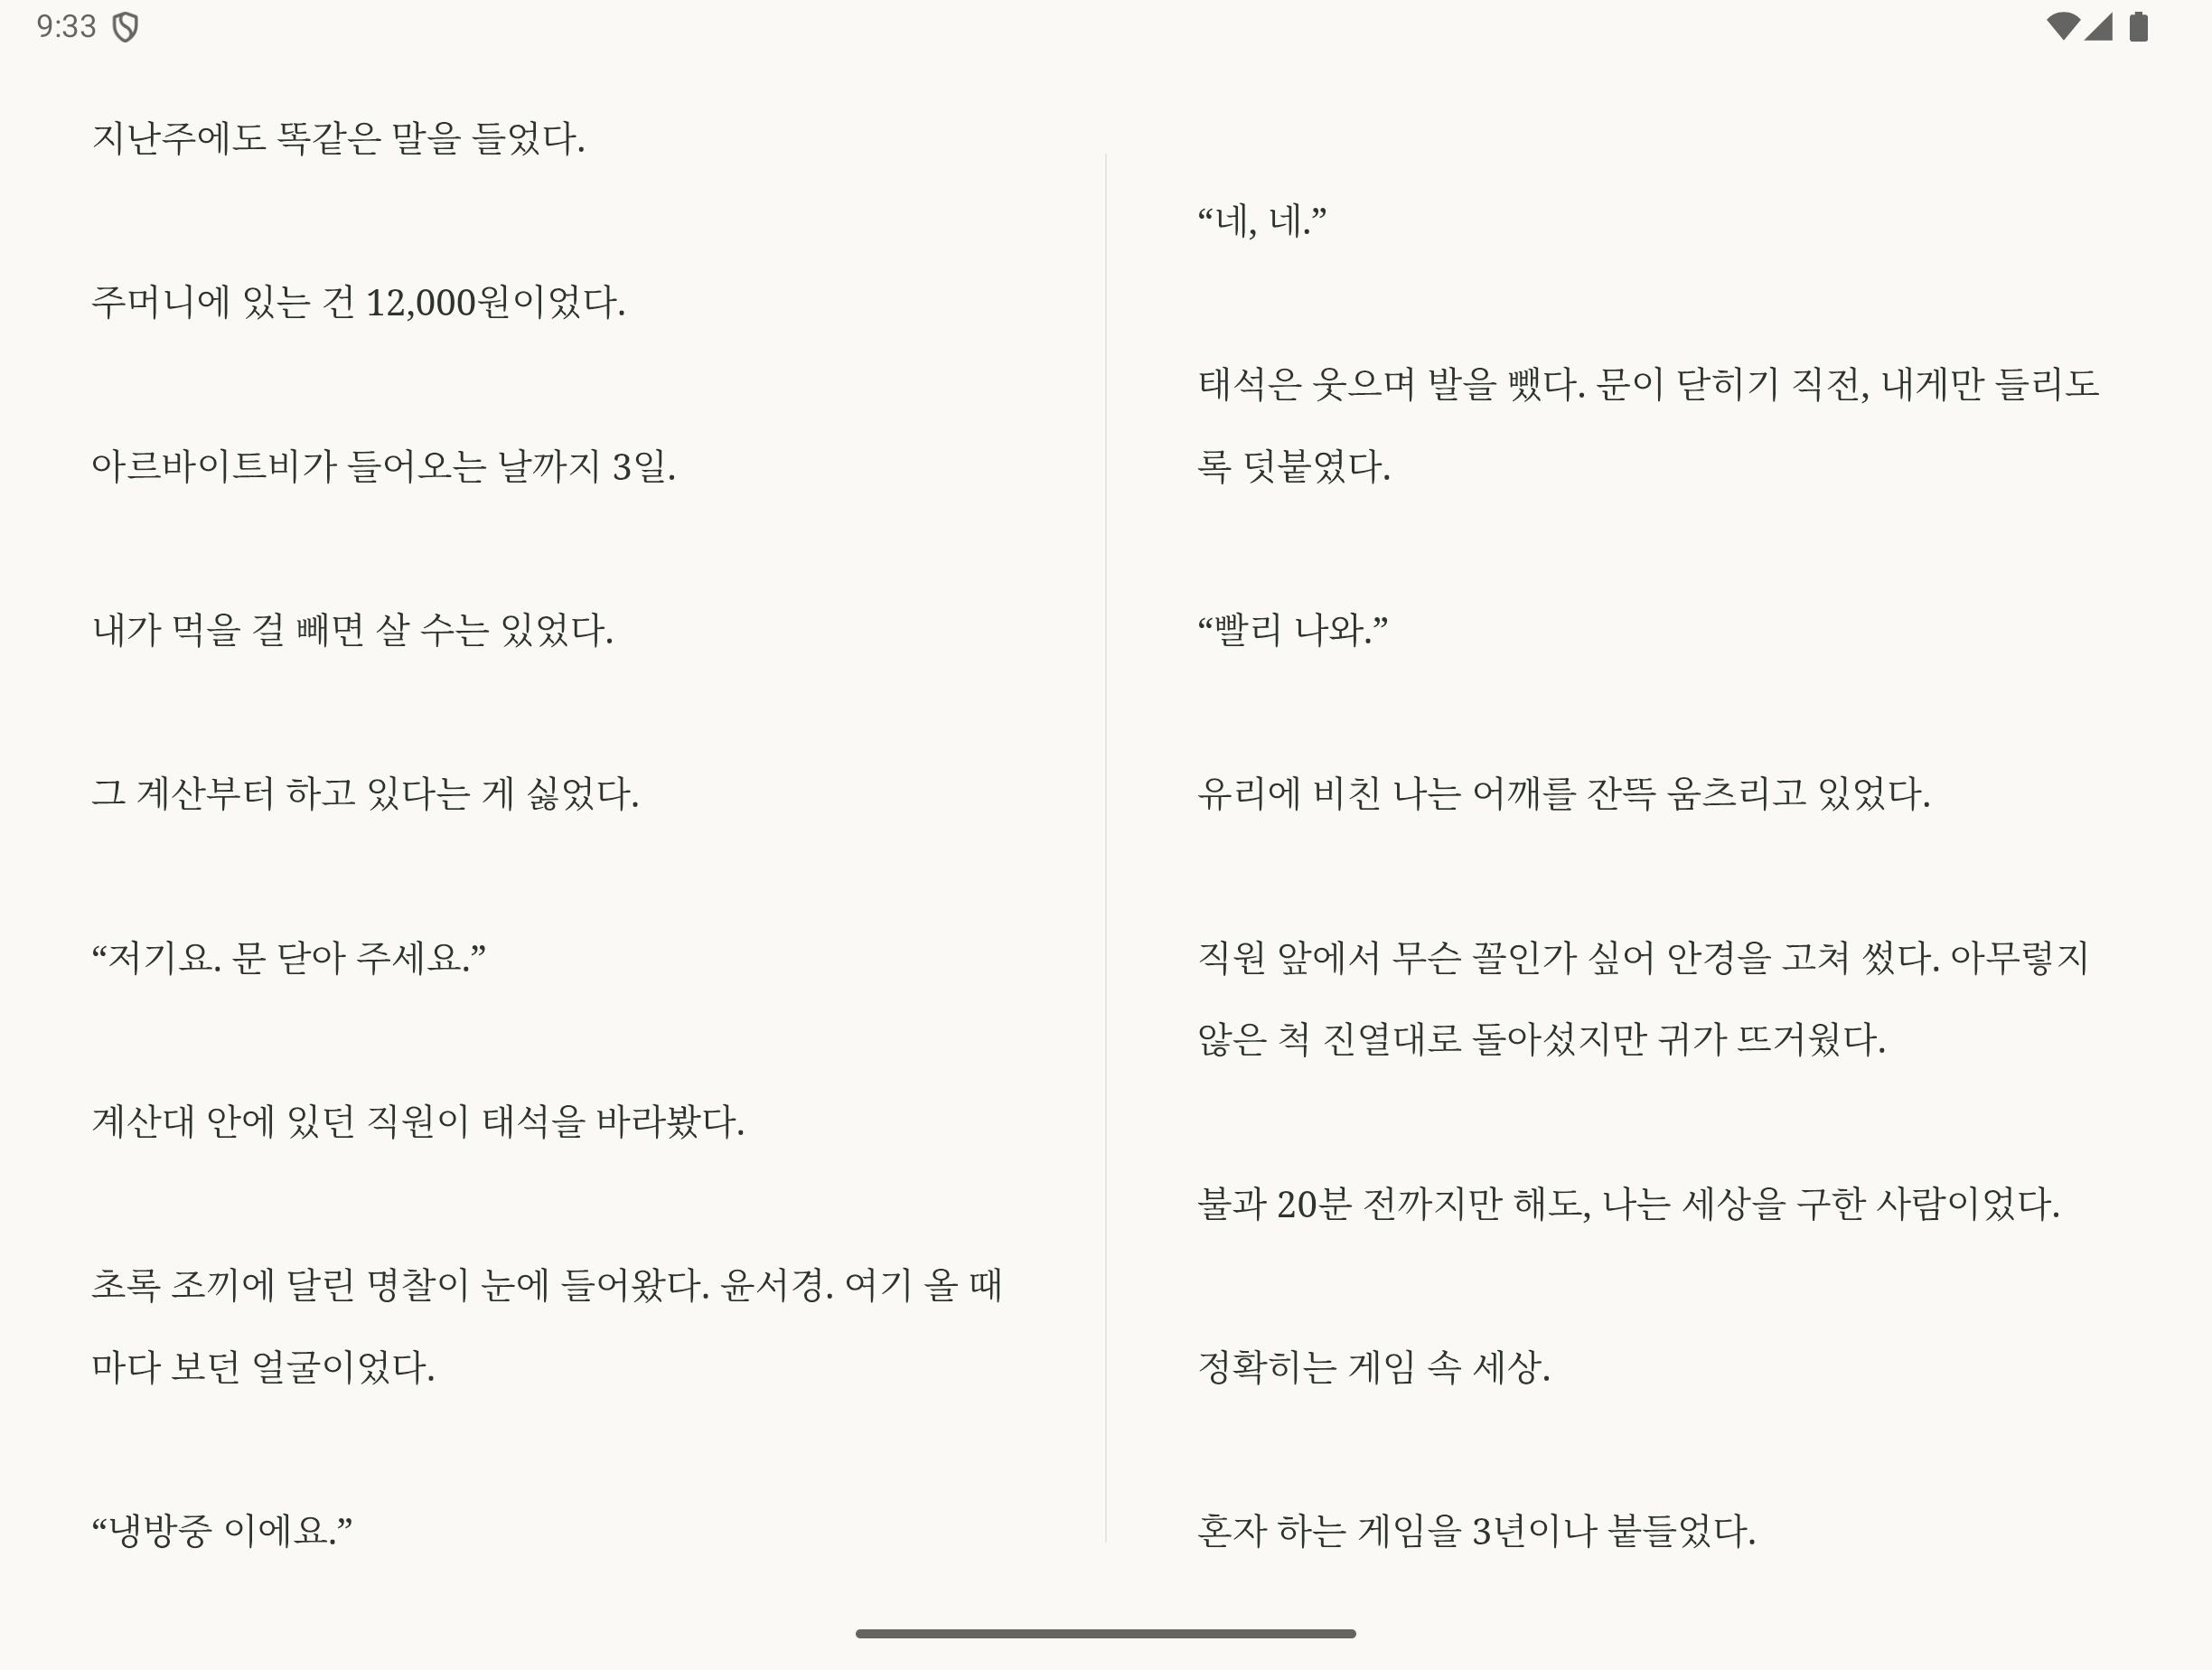 9:33
지난주에도 똑같은 말을 들었다.
주머니에 있는 건 12,000원이었다.
아르바이트비가 들어오는 날까지 3일.
내가 먹을 걸 빼면 살 수는 있었다.
그 계산부터 하고 있다는 게 싫었다.
“저기요. 문 닫아 주세요.”
계산대 안에 있던 직원이 태석을 바라봤다.
초록 조끼에 달린 명찰이 눈에 들어왔다. 윤서경. 여기 올 때
마다 보던 얼굴이었다.
“냉방중 이에요.”
“네, 네.”
태석은 웃으며 발을 뺐다. 문이 닫히기 직전, 내게만 들리도
록 덧붙였다.
“빨리 나와.”
유리에 비친 나는 어깨를 잔뜩 움츠리고 있었다.
직원 앞에서 무슨 꼴인가 싶어 안경을 고쳐 썼다. 아무렇지
않은 척 진열대로 돌아섰지만 귀가 뜨거웠다.
불과 20분 전까지만 해도, 나는 세상을 구한 사람이었다.
정확히는 게임 속 세상.
혼자 하는 게임을 3년이나 붙들었다.